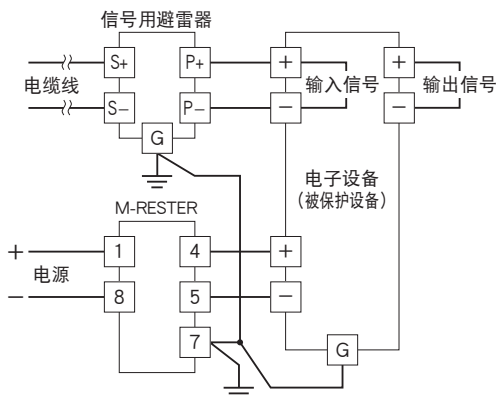 信号用避雷器
S+
P+
+
+
电缆线
输入信号
输出信号
S−
P−
−
−
G
电子设备
(被保护设备)
M-RESTER
+
1
4
+
电源
−
8
5
−
7
G